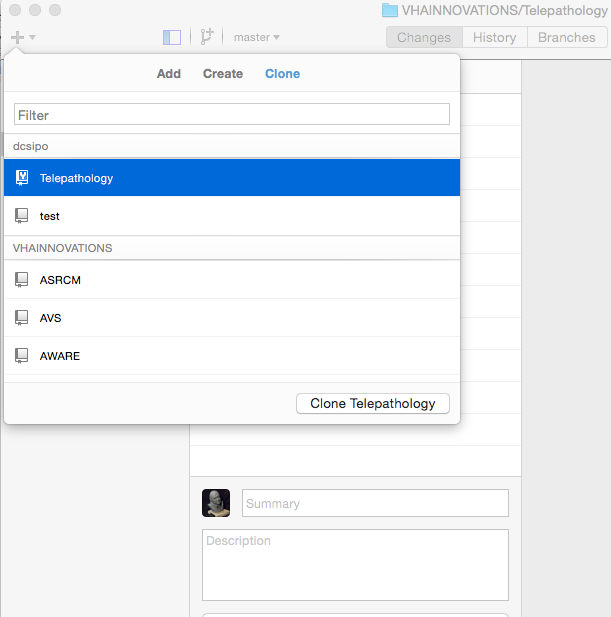 VHAINNOVATIONS/Telepathology
master
Changes
History
Branches
Add
Create
Clone
Filter
dcsipo
Telepathology
test
VHAINNOVATIONS
ASRCM
AVS
AWARE
Clone Telepathology
Summary
Description